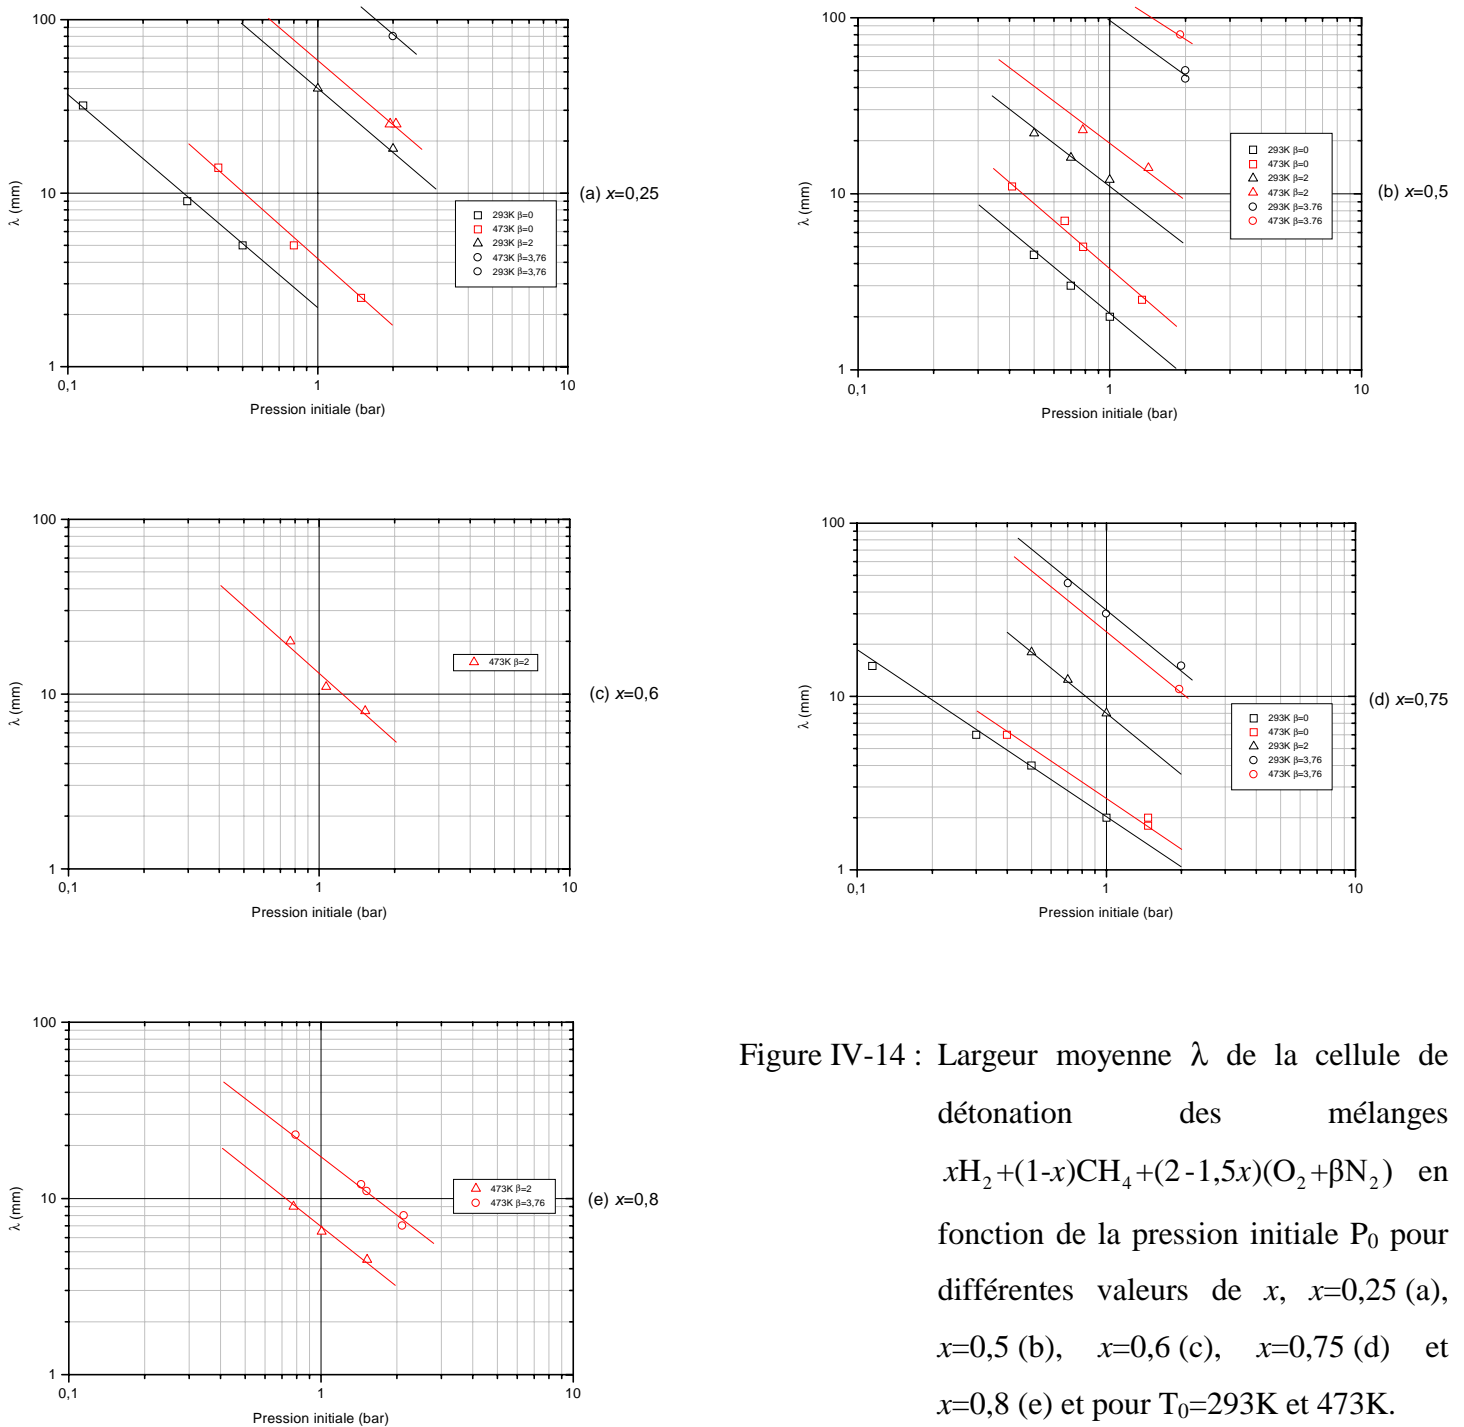 100
10
1
λ (mm)
0,1
1
10
Pression initiale (bar)
293K β=0
473K β=0
293K β=2
473K β=3,76
293K β=3,76
(a) x=0,25
100
10
1
λ (mm)
0,1
1
10
Pression initiale (bar)
293K β=0
473K β=0
293K β=2
473K β=2
293K β=3.76
473K β=3.76
(b) x=0,5
100
10
1
λ (mm)
0,1
1
10
Pression initiale (bar)
473K β=2
(c) x=0,6
100
10
1
λ (mm)
0,1
1
10
Pression initiale (bar)
293K β=0
473K β=0
293K β=2
293K β=3,76
473K β=3,76
(d) x=0,75
100
10
1
λ (mm)
0,1
1
10
Pression initiale (bar)
473K β=2
473K β=3,76
(e) x=0,8
Figure IV-14 : Largeur moyenne λ de la cellule de
détonation des mélanges
xH₂+(1-x)CH₄+(2-1,5x)(O₂+βN₂) en
fonction de la pression initiale P₀ pour
différentes valeurs de x, x=0,25 (a),
x=0,5 (b), x=0,6 (c), x=0,75 (d) et
x=0,8 (e) et pour T₀=293K et 473K.